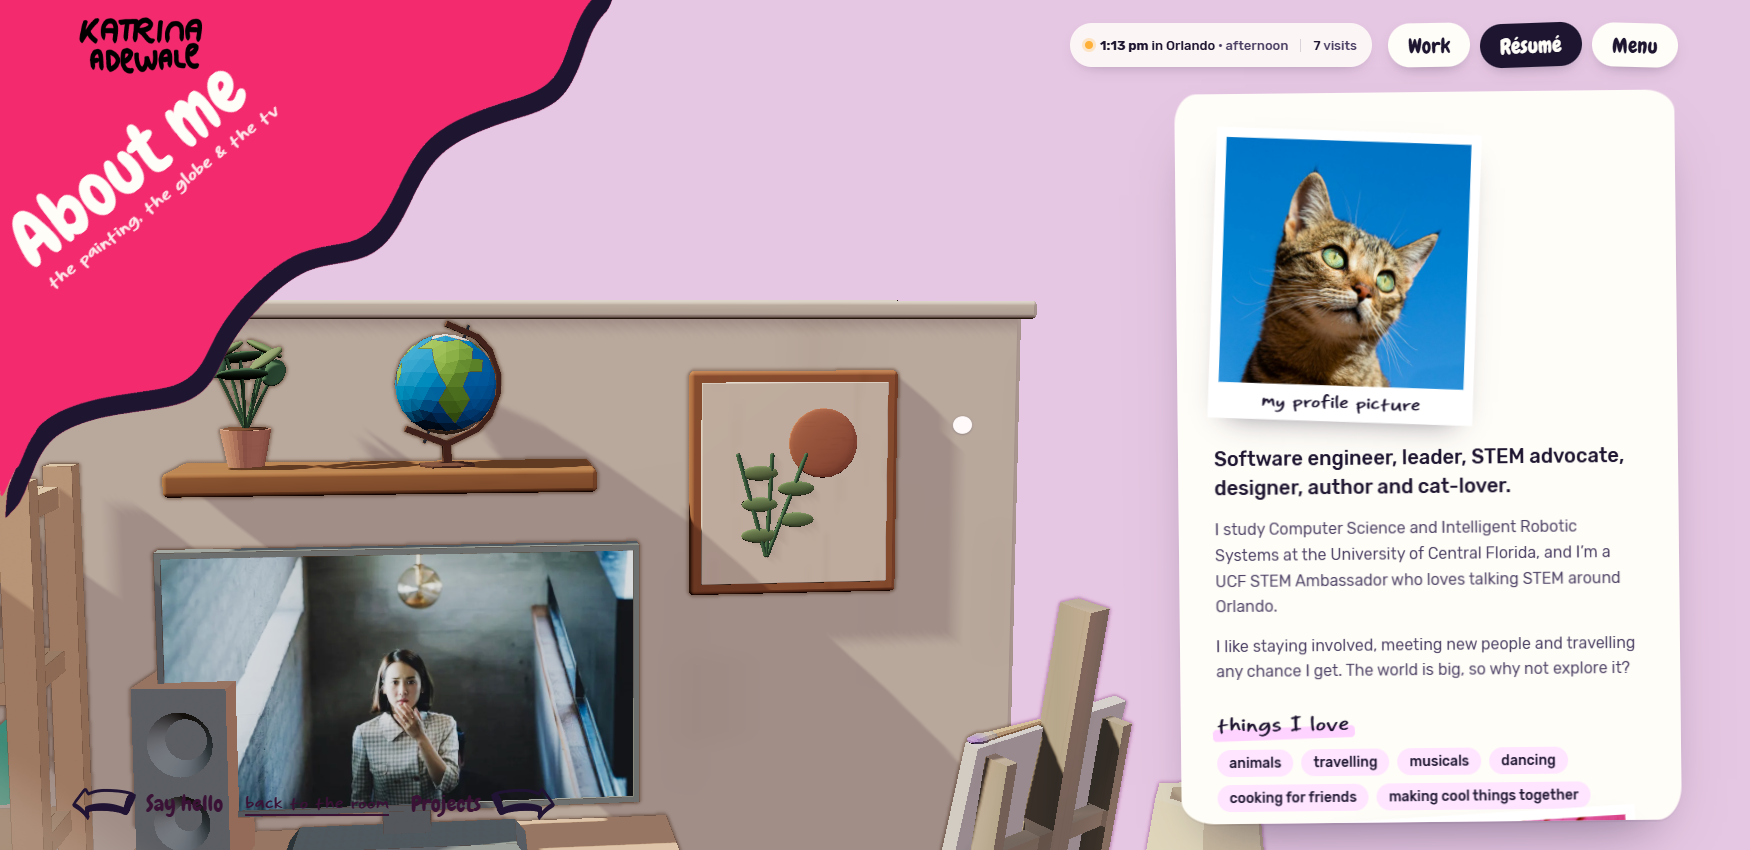 KATRINA
ADEWALE
About me
the painting, the globe & the tv
1:13 pm in Orlando • afternoon
7 visits
Work
Résumé
Menu
my profile picture
Software engineer, leader, STEM advocate,
designer, author and cat-lover.
I study Computer Science and Intelligent Robotic
Systems at the University of Central Florida, and I'm a
UCF STEM Ambassador who loves talking STEM around
Orlando.
I like staying involved, meeting new people and travelling
any chance I get. The world is big, so why not explore it?
things I love
animals
travelling
musicals
dancing
cooking for friends
making cool things together
Say hello
back to the room
Projects